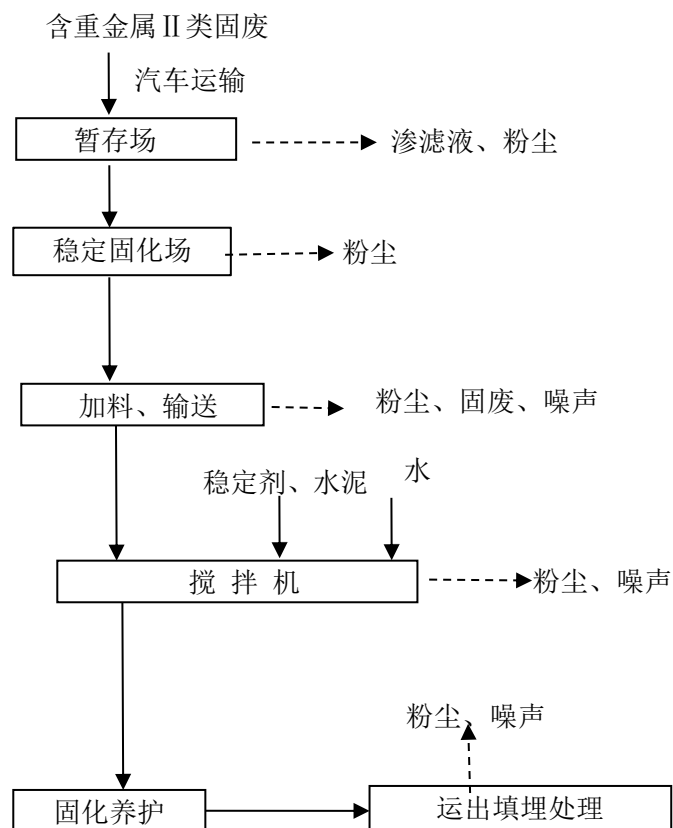 含重金属Ⅱ类固废
汽车运输
暂存场
渗滤液、粉尘
稳定固化场
粉尘
加料、输送
粉尘、固废、噪声
稳定剂、水泥
水
搅 拌 机
粉尘、噪声
粉尘、噪声
固化养护
运出填埋处理